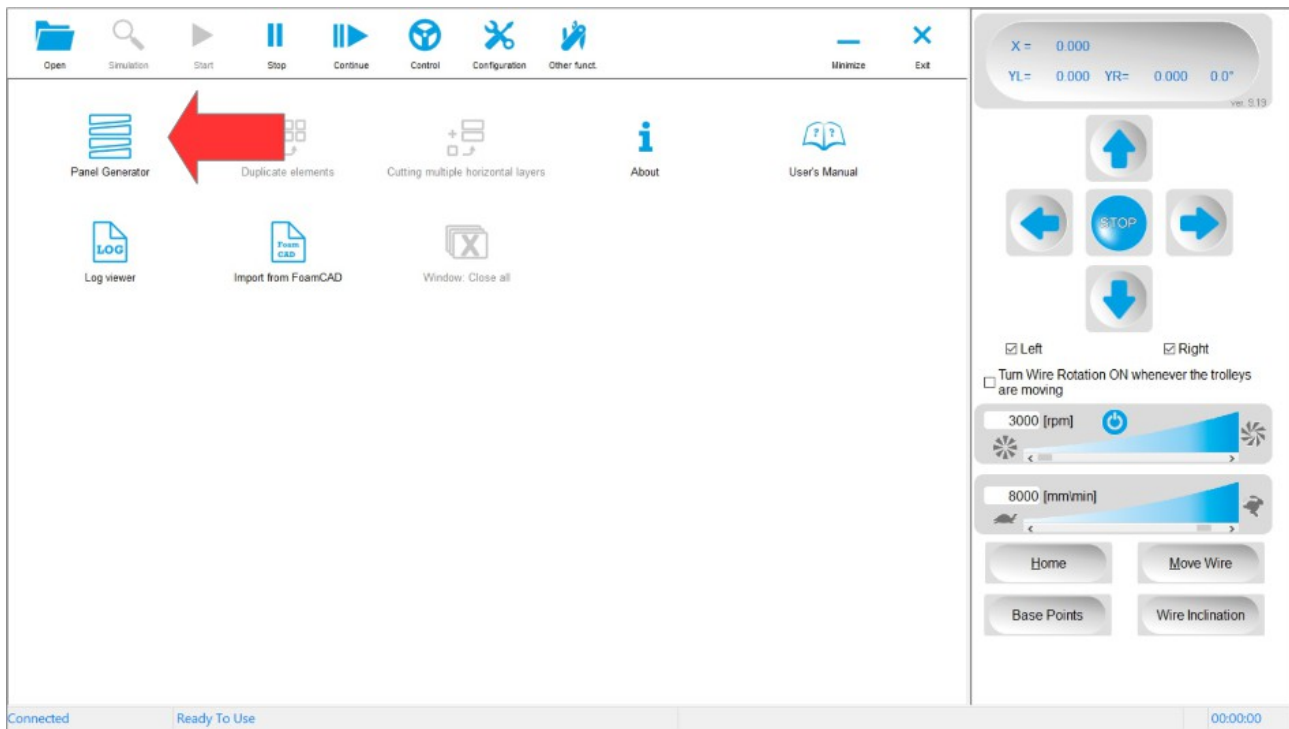 Open Simulation Start Stop Continue Control Configuration Other funct. Minimize Exit
X = 0.000
YL= 0.000 YR= 0.000 0.0°
ver. 9.19
Panel Generator Duplicate elements Cutting multiple horizontal layers About User's Manual
LOG
Foam
CAD
Log viewer Import from FoamCAD Window: Close all
STOP
Left Right
Turn Wire Rotation ON whenever the trolleys
are moving
3000 [rpm]
8000 [mm\min]
Home Move Wire
Base Points Wire Inclination
Connected Ready To Use 00:00:00